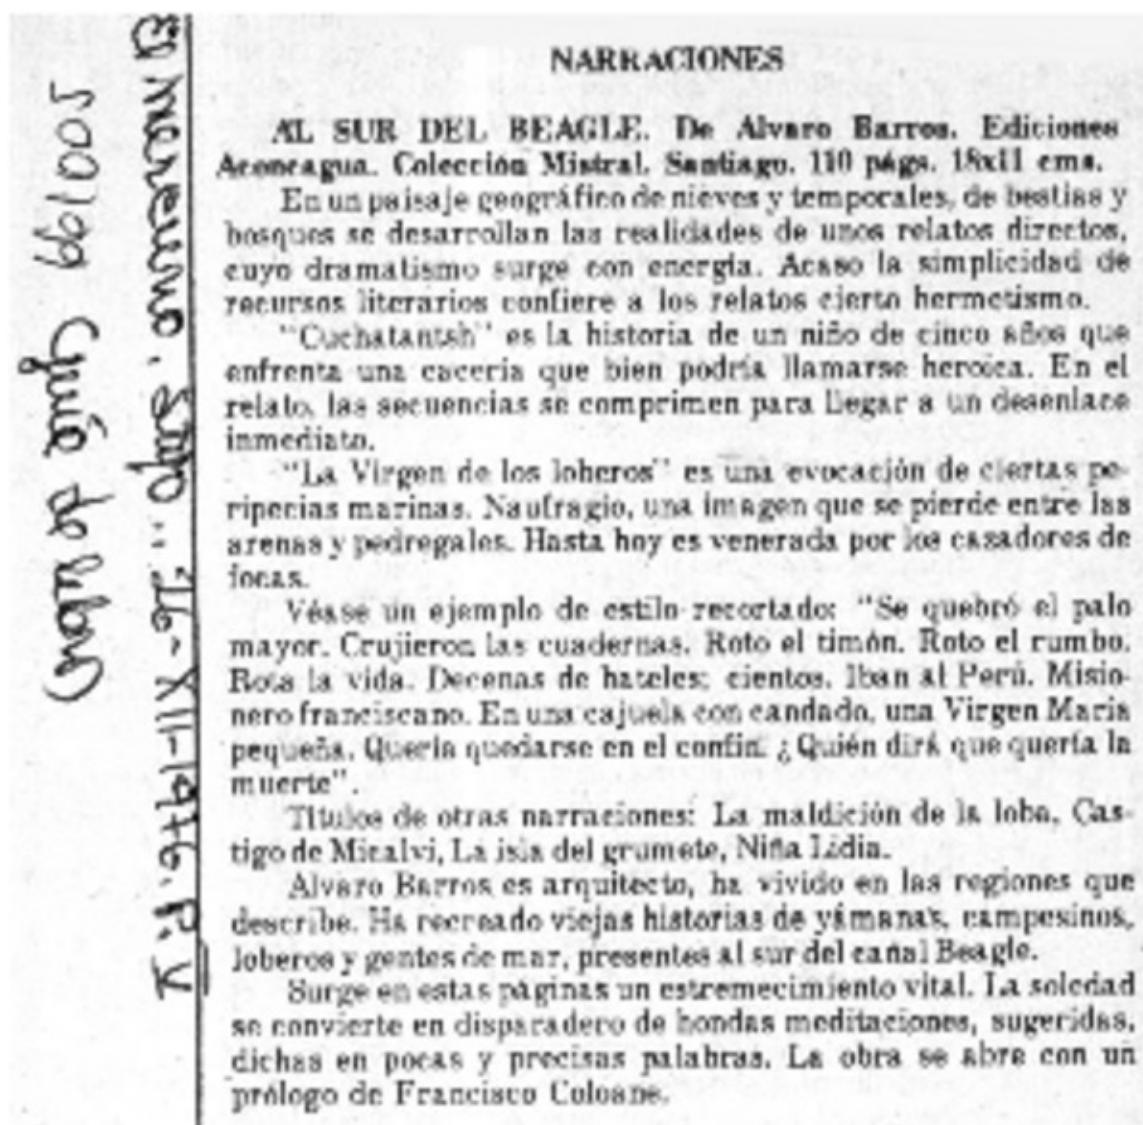 NARRACIONES
AL SUR DEL BEAGLE. De Alvaro Barros. Ediciones
Aconcagua. Colección Mistral. Santiago. 110 págs. 18x11 cms.
En un paisaje geográfico de nieves y temporales, de bestias y
bosques se desarrollan las realidades de unos relatos directos,
cuyo dramatismo surge con energía. Acaso la simplicidad de
recursos literarios confiere a los relatos cierto hermetismo.
"Cuchatantsh" es la historia de un niño de cinco años que
enfrenta una cacería que bien podría llamarse heroica. En el
relato, las secuencias se comprimen para llegar a un desenlace
inmediato.
"La Virgen de los loberos" es una evocación de ciertas pe-
ripecias marinas. Naufragio, una imagen que se pierde entre las
arenas y pedregales. Hasta hoy es venerada por los cazadores de
focas.
Véase un ejemplo de estilo recortado: "Se quebró el palo
mayor. Crujieron las cuadernas. Roto el timón. Roto el rumbo.
Rota la vida. Decenas de bateles; cientos. Iban al Perú. Misio-
nero franciscano. En una cajuela con candado, una Virgen María
pequeña. Quería quedarse en el confín. ¿Quién dirá que quería la
muerte".
Títulos de otras narraciones: La maldición de la loba, Cas-
tigo de Micalvi, La isla del grumete, Niña Lidia.
Alvaro Barros es arquitecto, ha vivido en las regiones que
describe. Ha recreado viejas historias de yámanas, campesinos,
loberos y gentes de mar, presentes al sur del canal Beagle.
Surge en estas páginas un estremecimiento vital. La soledad
se convierte en disparadero de hondas meditaciones, sugeridas,
dichas en pocas y precisas palabras. La obra se abre con un
prólogo de Francisco Coloane.
El Mercurio. Stgo.. 26-XII-1976. P. V